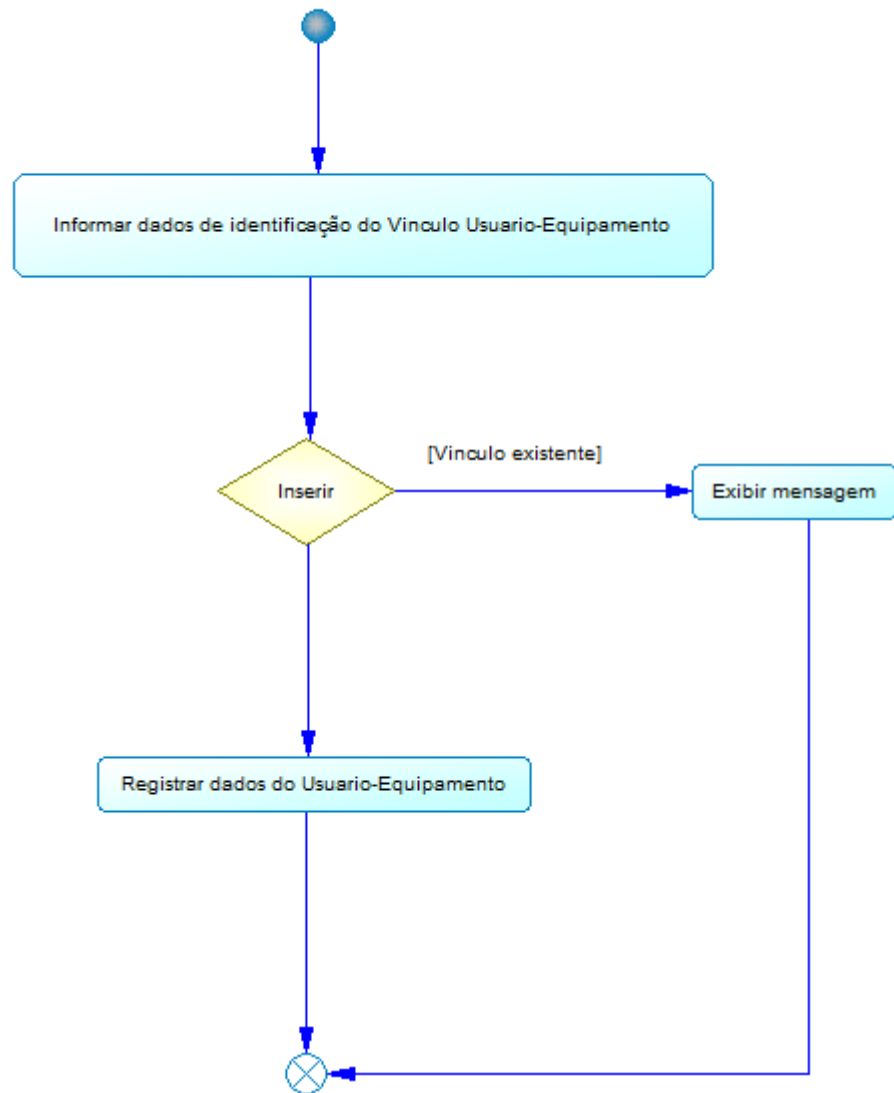 Informar dados de identificação do Vinculo Usuario-Equipamento
[Vinculo existente]
Inserir
Exibir mensagem
Registrar dados do Usuario-Equipamento